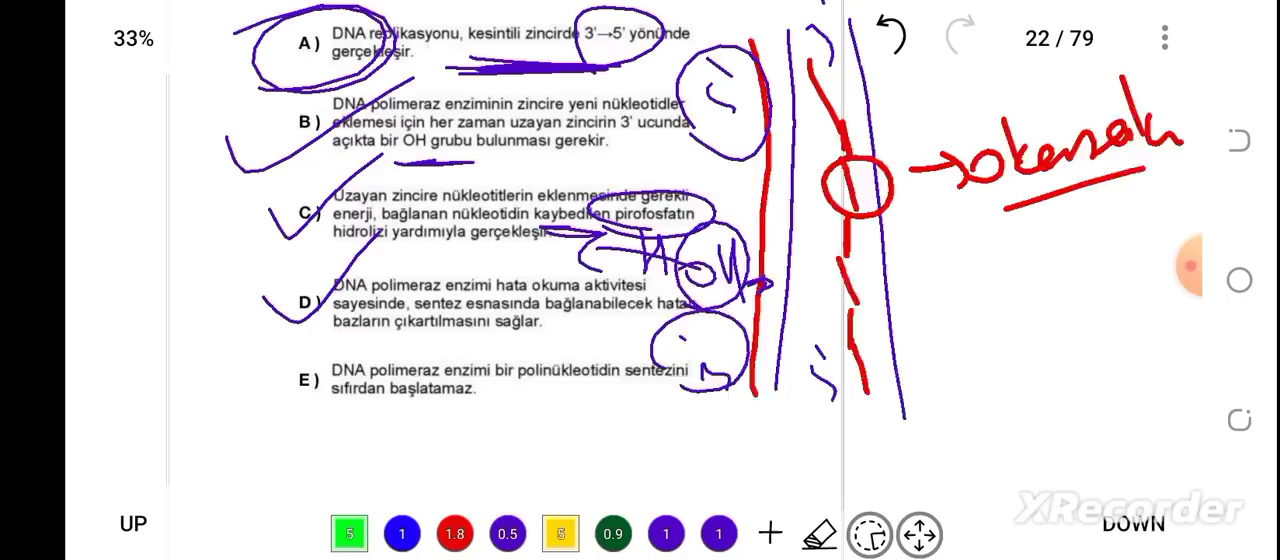 33%
22 / 79
A) DNA replikasyonu, kesintili zincirde 3'→5' yönünde
gerçekleşir.
DNA polimeraz enziminin zincire yeni nükleotidler
B) eklemesi için her zaman uzayan zincirin 3' ucunda
açıkta bir OH grubu bulunması gerekir.
Uzayan zincire nükleotitlerin eklenmesinde gerekli
C) enerji, bağlanan nükleotidin kaybedilen pirofosfatın
hidrolizi yardımıyla gerçekleşir
DNA polimeraz enzimi hata okuma aktivitesi
D) sayesinde, sentez esnasında bağlanabilecek hatalı
bazların çıkartılmasını sağlar.
DNA polimeraz enzimi bir polinükleotidin sentezini
E) sıfırdan başlatamaz.
OH
UP
5 1 1.8 0.5 5 0.9 1 1
XRecorder
DOWN